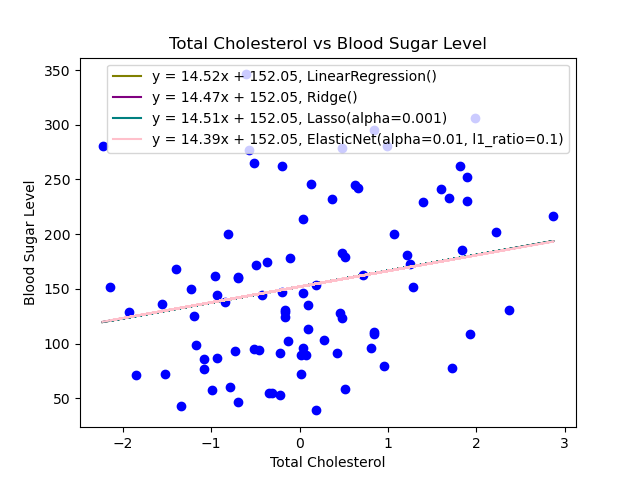 Total Cholesterol vs Blood Sugar Level
y = 14.52x + 152.05, LinearRegression()
y = 14.47x + 152.05, Ridge()
y = 14.51x + 152.05, Lasso(alpha=0.001)
y = 14.39x + 152.05, ElasticNet(alpha=0.01, l1_ratio=0.1)
350
300
250
200
150
100
50
Blood Sugar Level
−2 −1 0 1 2 3
Total Cholesterol